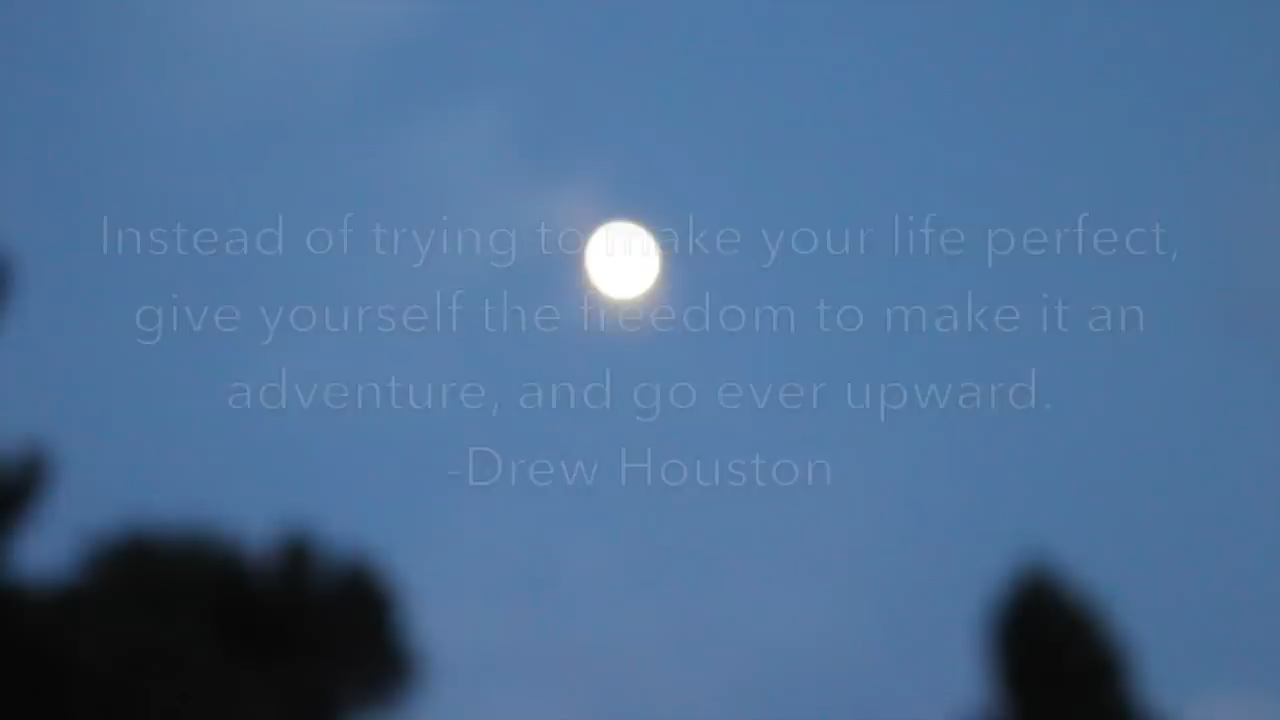 Instead of trying to make your life perfect,
give yourself the freedom to make it an
adventure, and go ever upward.
-Drew Houston